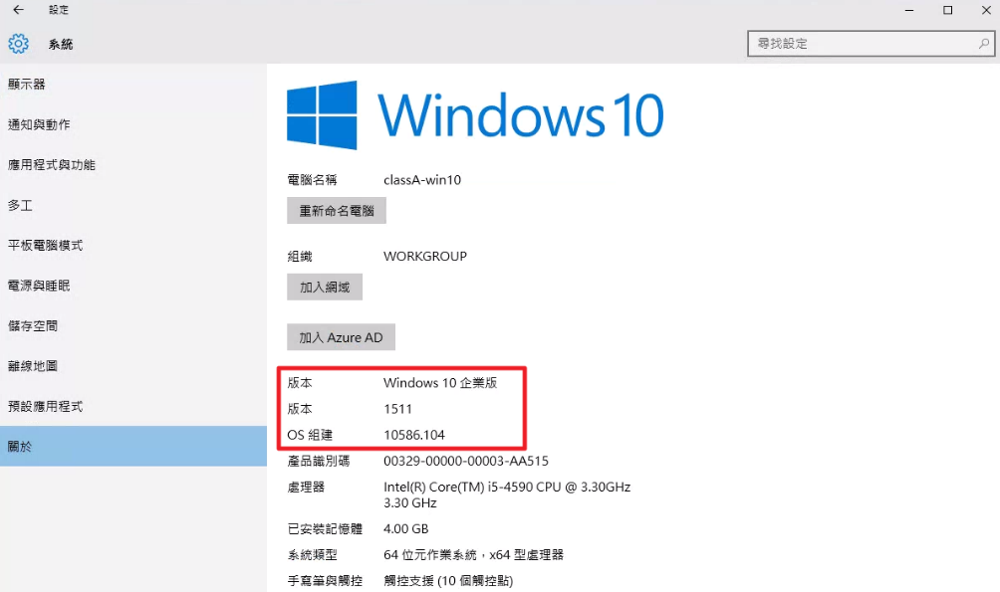 設定
系統
尋找設定
顯示器
通知與動作
應用程式與功能
多工
平板電腦模式
電源與睡眠
儲存空間
離線地圖
預設應用程式
關於
Windows 10
電腦名稱 classA-win10
重新命名電腦
組織 WORKGROUP
加入網域
加入 Azure AD
版本 Windows 10 企業版
版本 1511
OS 組建 10586.104
產品識別碼 00329-00000-00003-AA515
處理器 Intel(R) Core(TM) i5-4590 CPU @ 3.30GHz
3.30 GHz
已安裝記憶體 4.00 GB
系統類型 64 位元作業系統，x64 型處理器
手寫筆與觸控 觸控支援 (10 個觸控點)